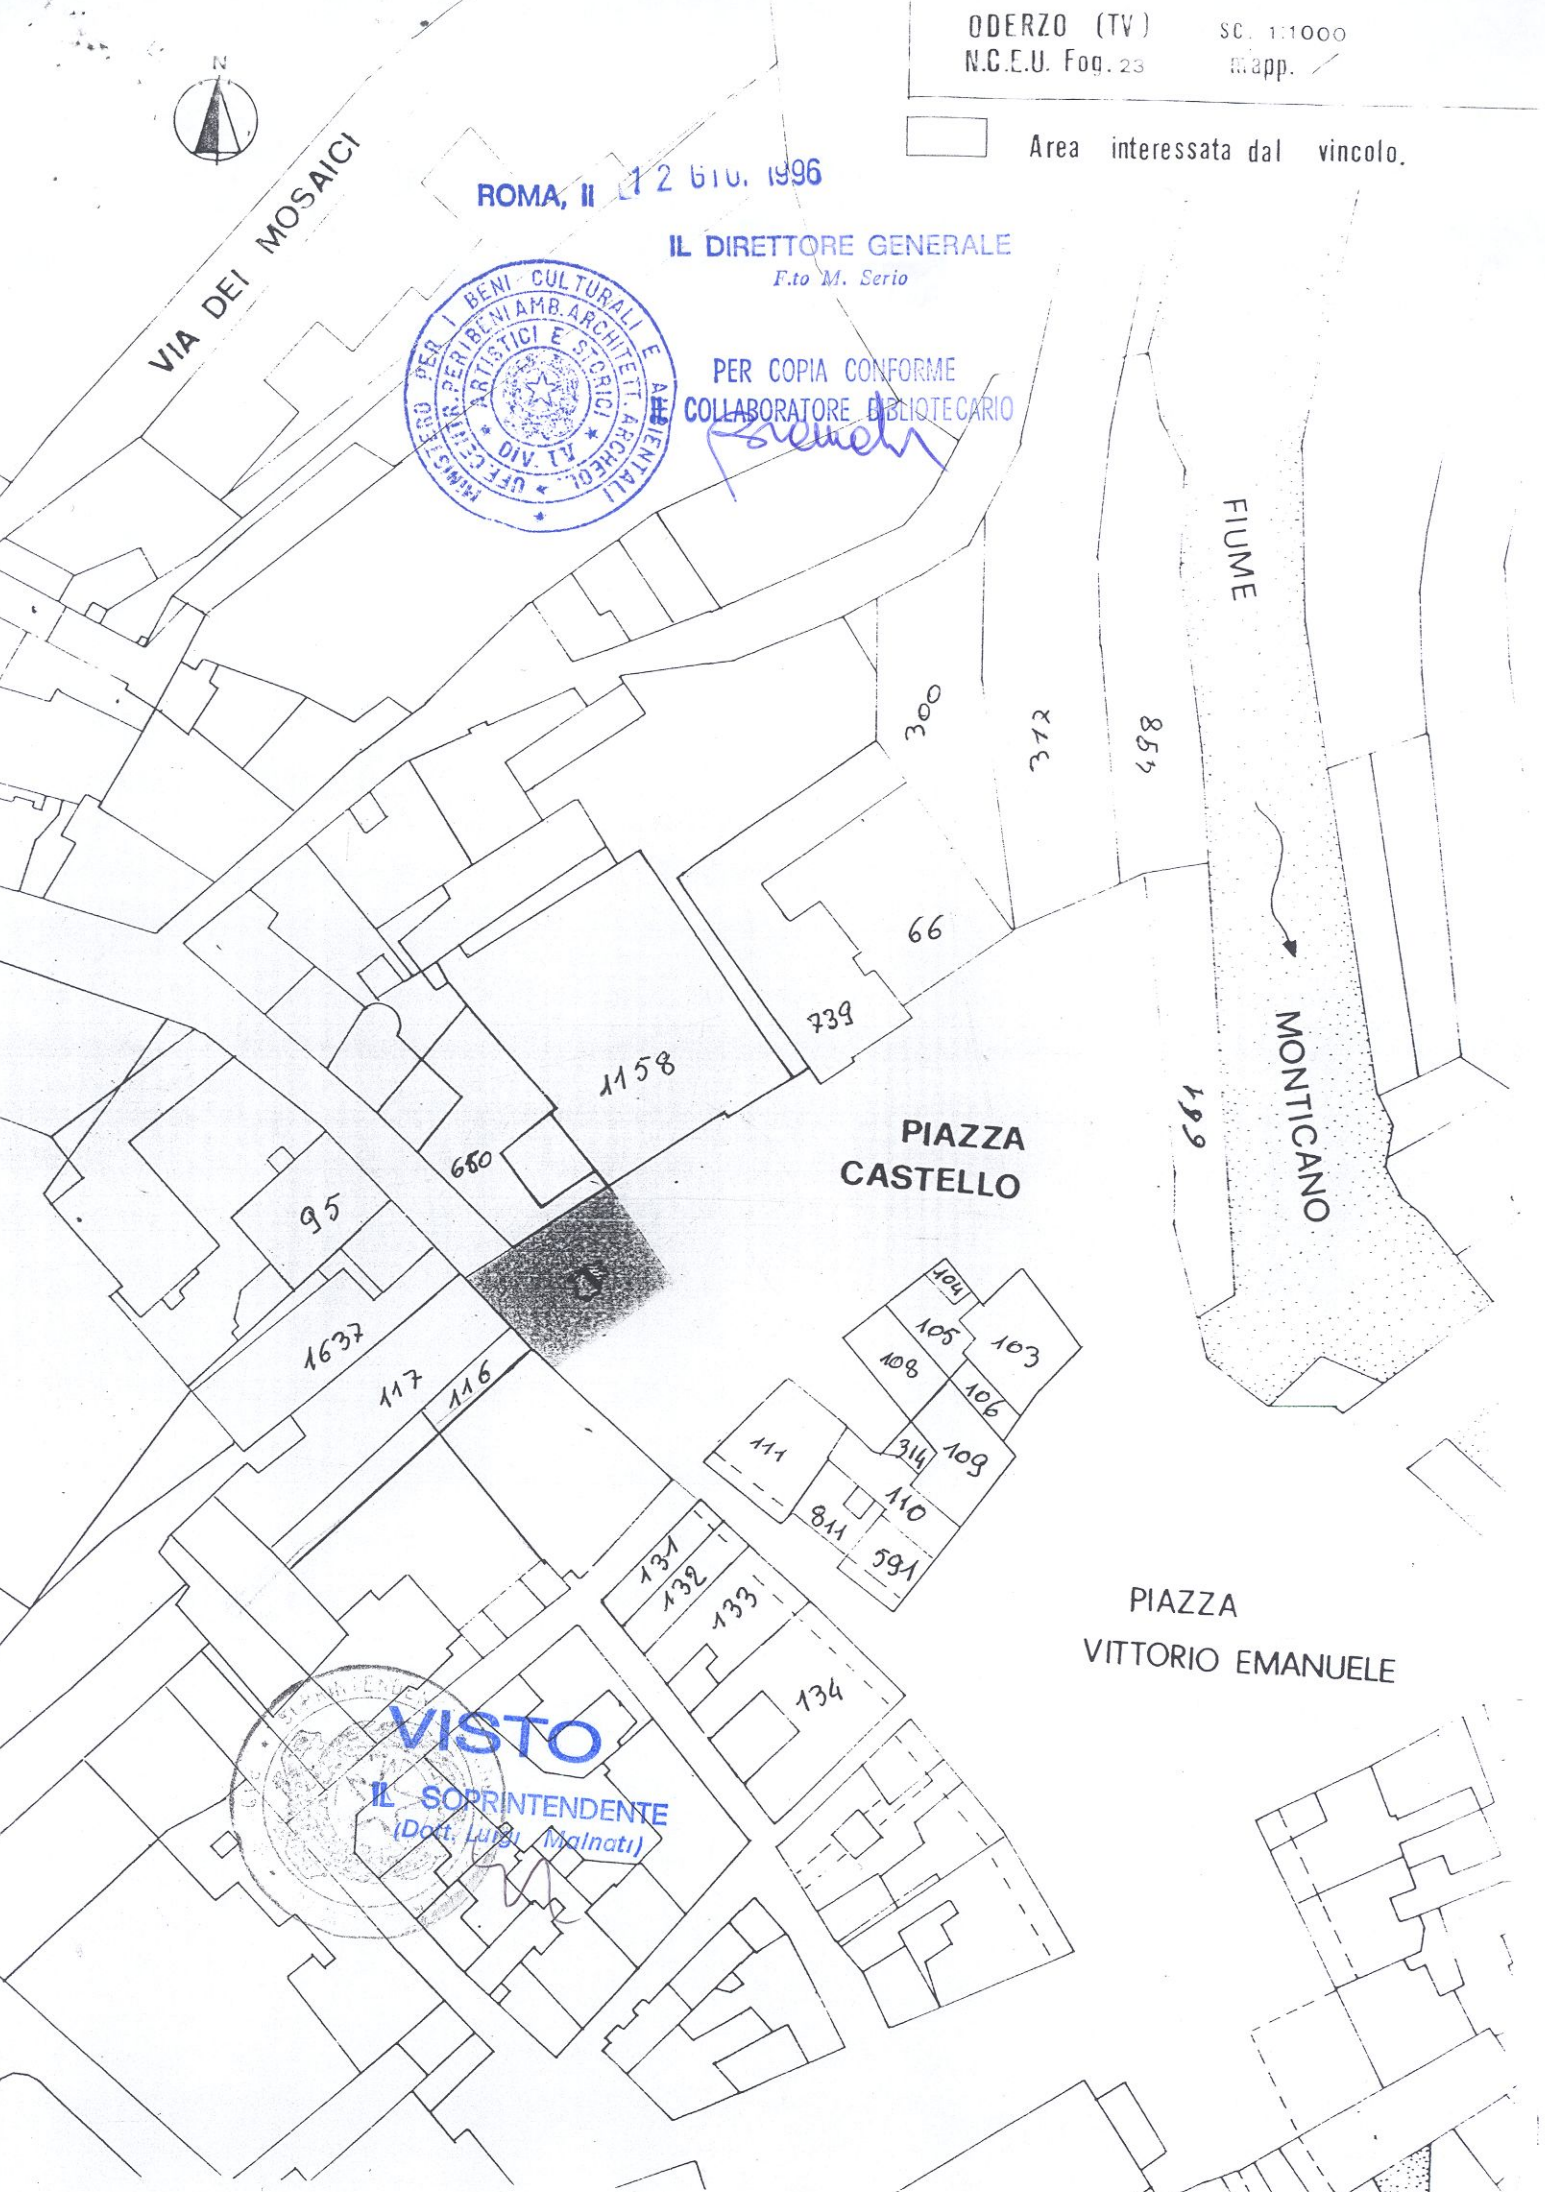 ODERZO (TV) SC. 1:1000
N.C.E.U. Fog. 23 mapp.
Area interessata dal vincolo.
N
VIA DEI MOSAICI
ROMA, li 12 GIU. 1996
IL DIRETTORE GENERALE
F.to M. Serio
MINISTERO PER I BENI CULTURALI E AMBIENTALI
UFF. CENTR. PER I BENI AMB. ARCHITETT. ARCHEOL.
ARTISTICI E STORICI
DIV.
PER COPIA CONFORME
IL COLLABORATORE BIBLIOTECARIO
FIUME
300
312
854
66
739
1158
MONTICANO
699
PIAZZA
CASTELLO
680
95
104
105
103
108
106
1637
117
116
111
314
109
110
811
591
131
132
133
134
PIAZZA
VITTORIO EMANUELE
VISTO
IL SOPRINTENDENTE
(Dott. Luigi Malnati)